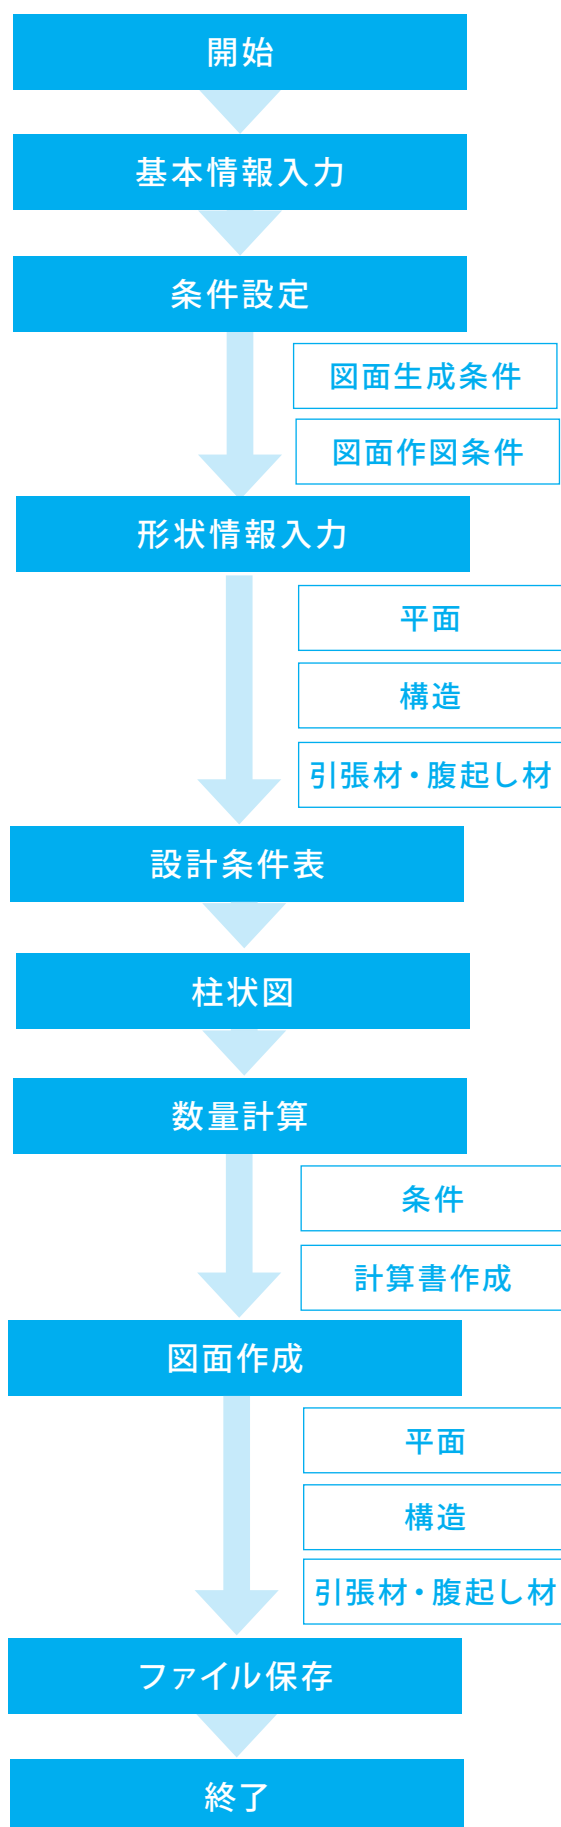 開始
基本情報入力
条件設定
図面生成条件
図面作図条件
形状情報入力
平面
構造
引張材・腹起し材
設計条件表
柱状図
数量計算
条件
計算書作成
図面作成
平面
構造
引張材・腹起し材
ファイル保存
終了